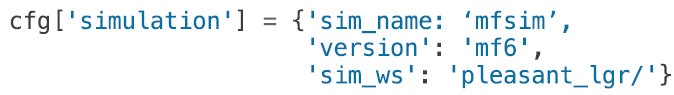 cfg['simulation'] = {'sim_name: ‘mfsim’,
'version': 'mf6',
'sim_ws': 'pleasant_lgr/'}